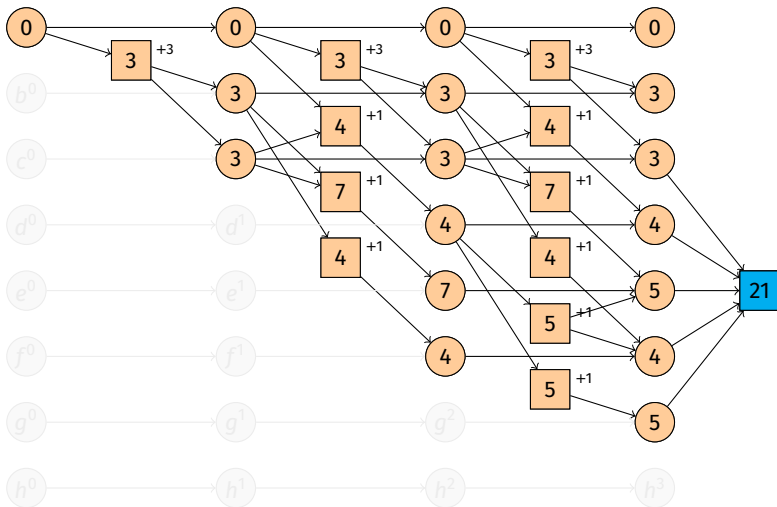 0 0 0 0
3 +3 3 +3 3 +3
b⁰ 3 3 3
4 +1 4 +1
c⁰ 3 3 3
7 +1 7 +1
d⁰ d¹ 4 4
4 +1 4 +1
e⁰ e¹ 7 5 21
5 +1
f⁰ f¹ 4 4
5 +1
g⁰ g¹ g² 5
h⁰ h¹ h² h³